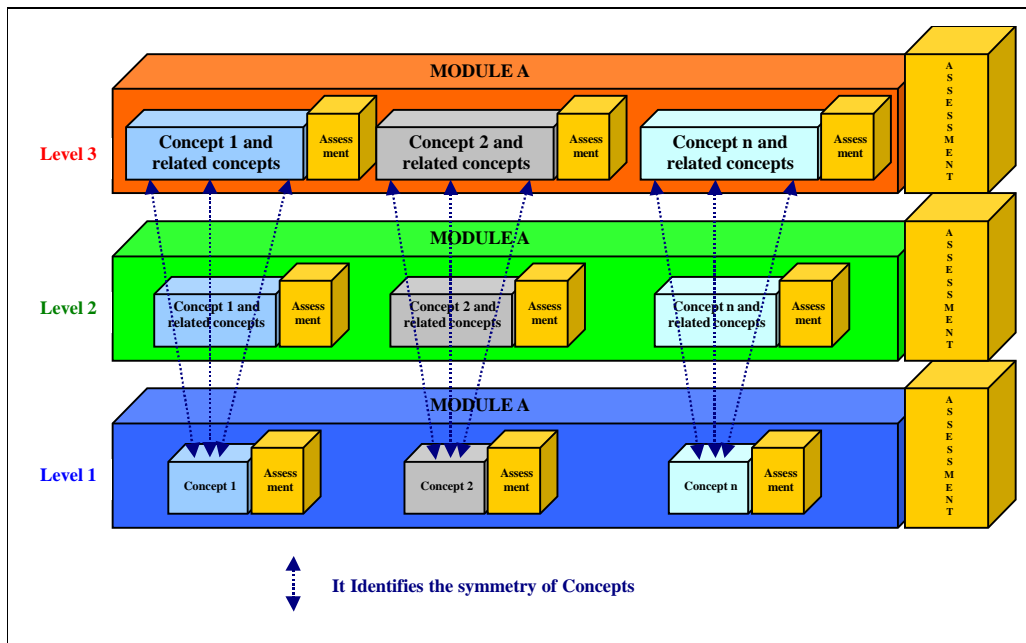 MODULE A
Level 3
Concept 1 and
related concepts
Assess
ment
Concept 2 and
related concepts
Assess
ment
Concept n and
related concepts
Assess
ment
ASSESSMENT
MODULE A
Level 2
Concept 1 and
related concepts
Assess
ment
Concept 2 and
related concepts
Assess
ment
Concept n and
related concepts
Assess
ment
ASSESSMENT
MODULE A
Level 1
Concept 1
Assess
ment
Concept 2
Assess
ment
Concept n
Assess
ment
ASSESSMENT
It Identifies the symmetry of Concepts